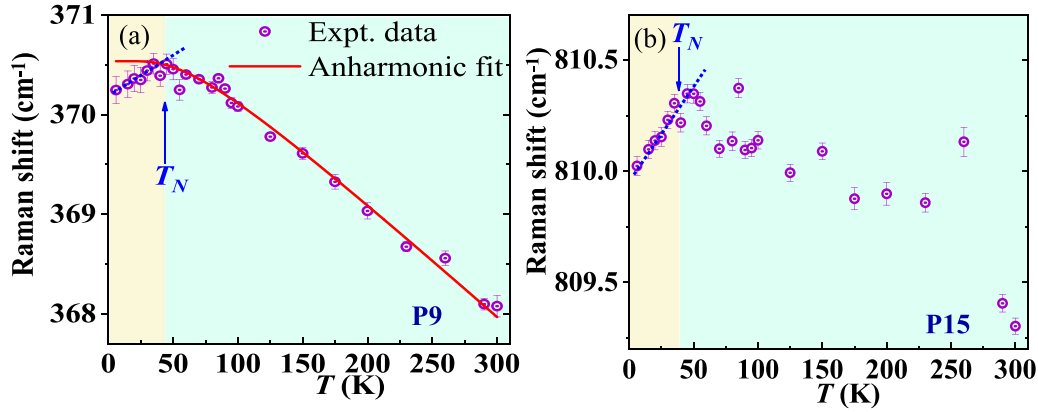 (a)
Expt. data
Anharmonic fit
T_N
P9
371
370
369
368
Raman shift (cm⁻¹)
0 50 100 150 200 250 300
T (K)
(b)
T_N
P15
810.5
810.0
809.5
Raman shift (cm⁻¹)
0 50 100 150 200 250 300
T (K)